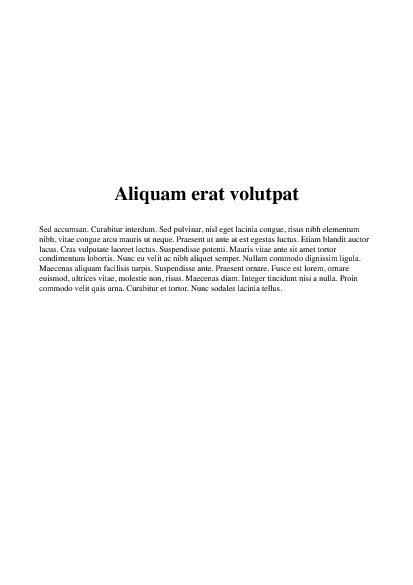 Aliquam erat volutpat
Sed accumsan. Curabitur interdum. Sed pulvinar, nisl eget lacinia congue, risus nibh elementum
nibh, vitae congue arcu mauris ut neque. Praesent ut ante at est egestas luctus. Etiam blandit auctor
lacus. Cras vulputate laoreet lectus. Suspendisse potenti. Mauris vitae ante sit amet tortor
condimentum lobortis. Nunc eu velit ac nibh aliquet semper. Nullam commodo dignissim ligula.
Maecenas aliquam facilisis turpis. Suspendisse ante. Praesent ornare. Fusce est lorem, ornare
euismod, ultrices vitae, molestie non, risus. Maecenas diam. Integer tincidunt nisi a nulla. Proin
commodo velit quis urna. Curabitur et tortor. Nunc sodales lacinia tellus.